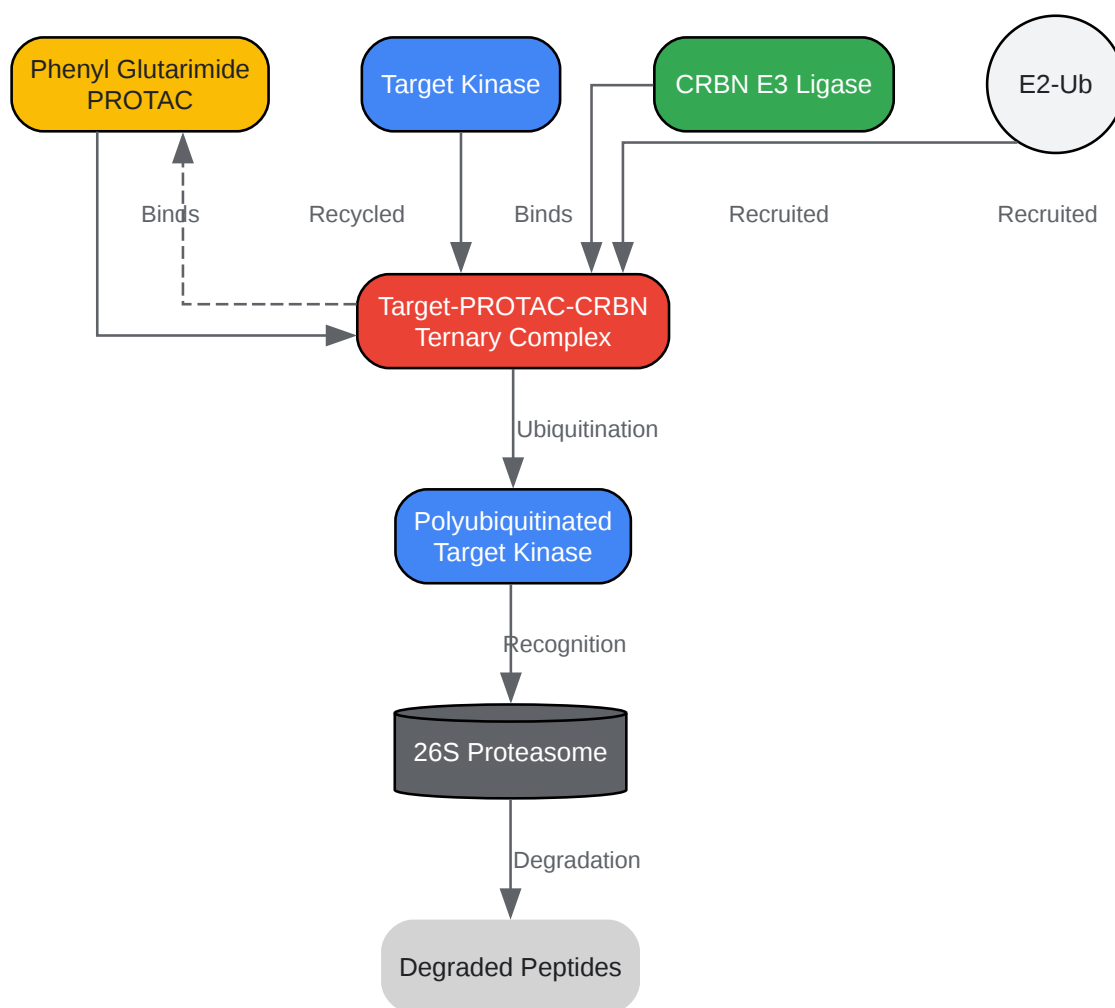 Phenyl Glutarimide
PROTAC
Target Kinase
CRBN E3 Ligase
E2-Ub
Binds
Recycled
Binds
Recruited
Recruited
Target-PROTAC-CRBN
Ternary Complex
Ubiquitination
Polyubiquitinated
Target Kinase
Recognition
26S Proteasome
Degradation
Degraded Peptides